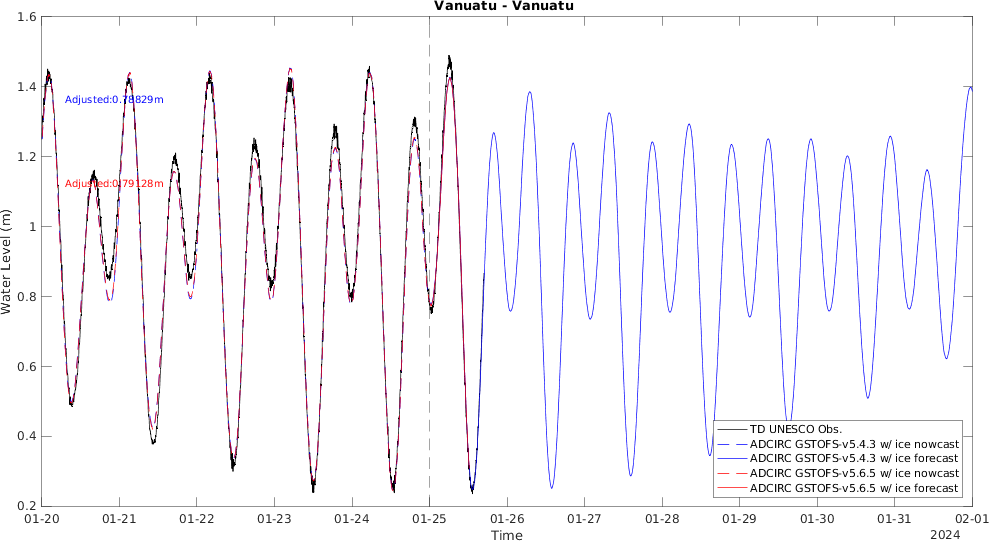 Vanuatu - Vanuatu
1.6
1.4
1.2
1
0.8
0.6
0.4
0.2
Water Level (m)
Adjusted:0.78829m
Adjusted:0.79128m
TD UNESCO Obs.
ADCIRC GSTOFS-v5.4.3 w/ ice nowcast
ADCIRC GSTOFS-v5.4.3 w/ ice forecast
ADCIRC GSTOFS-v5.6.5 w/ ice nowcast
ADCIRC GSTOFS-v5.6.5 w/ ice forecast
01-20 01-21 01-22 01-23 01-24 01-25 01-26 01-27 01-28 01-29 01-30 01-31 02-01
Time
2024